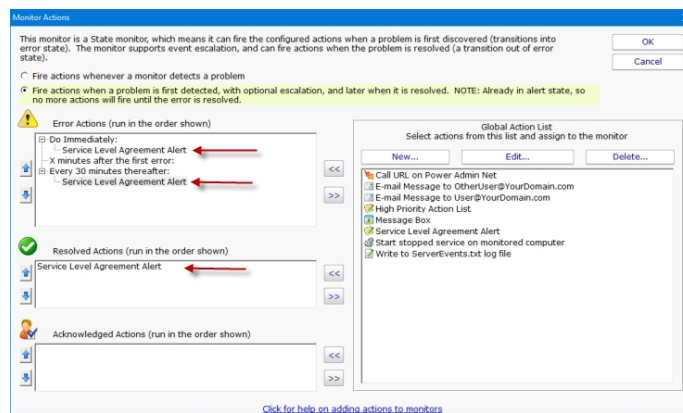 Monitor Actions
This monitor is a State monitor, which means it can fire the configured actions when a problem is first discovered (transitions into
error state). The monitor supports event escalation, and can fire actions when the problem is resolved (a transition out of error
state).
OK
Cancel
Fire actions whenever a monitor detects a problem
Fire actions when a problem is first detected, with optional escalation, and later when it is resolved. NOTE: Already in alert state, so
no more actions will fire until the error is resolved.
Error Actions (run in the order shown)
Do Immediately:
Service Level Agreement Alert
X minutes after the first error:
Every 30 minutes thereafter:
Service Level Agreement Alert
<<
>>
Resolved Actions (run in the order shown)
Service Level Agreement Alert
<<
>>
Acknowledged Actions (run in the order shown)
<<
>>
Global Action List
Select actions from this list and assign to the monitor
New...
Edit...
Delete...
Call URL on Power Admin Net
E-mail Message to OtherUser@YourDomain.com
E-mail Message to User@YourDomain.com
High Priority Action List
Message Box
Service Level Agreement Alert
Start stopped service on monitored computer
Write to ServerEvents.txt log file
Click for help on adding actions to monitors